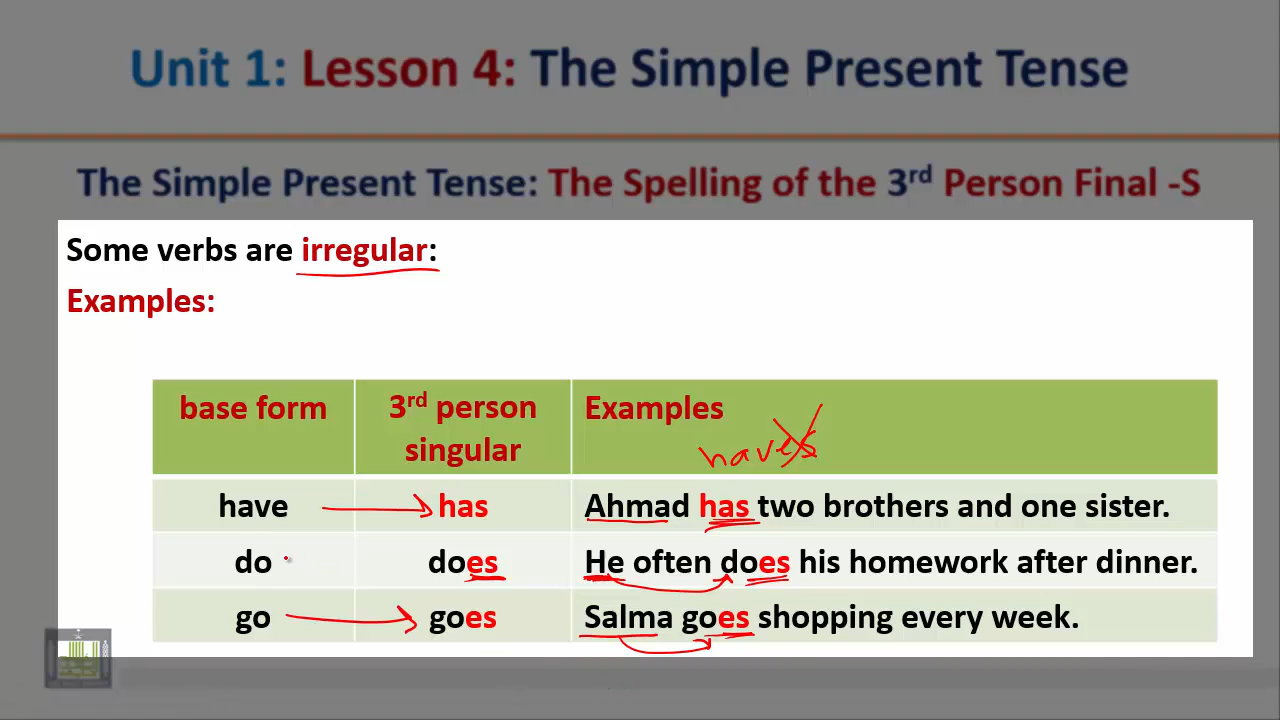 Unit 1: Lesson 4: The Simple Present Tense
The Simple Present Tense: The Spelling of the 3rd Person Final -S
Some verbs are irregular:
Examples:
base form
3rd person singular
Examples
haves
have
has
Ahmad has two brothers and one sister.
do
does
He often does his homework after dinner.
go
goes
Salma goes shopping every week.